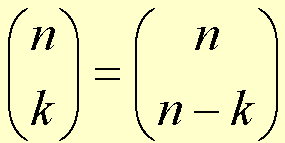 (n k) = (n n − k)